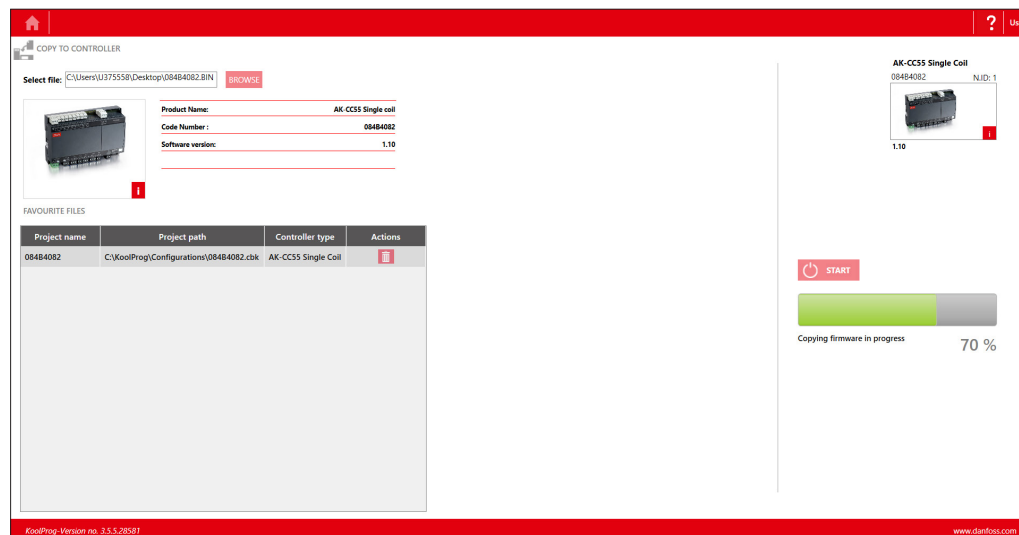 ? Us
COPY TO CONTROLLER
Select file: C:\Users\U375558\Desktop\084B4082.BIN BROWSE
Product Name: AK-CC55 Single coil
Code Number : 084B4082
Software version: 1.10
i
FAVOURITE FILES
Project name Project path Controller type Actions
084B4082 C:\KoolProg\Configurations\084B4082.cbk AK-CC55 Single Coil
AK-CC55 Single Coil
084B4082 N.ID: 1
i
1.10
START
Copying firmware in progress
70 %
KoolProg-Version no. 3.5.5.28581
www.danfoss.com